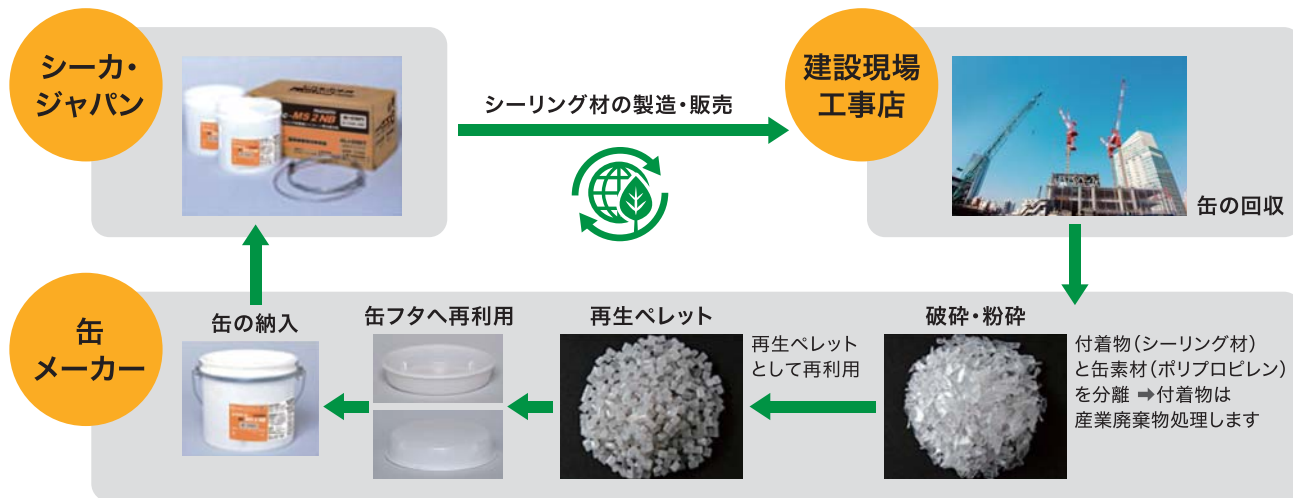 シーカ・
ジャパン
シーリング材の製造・販売
建設現場
工事店
缶の回収
缶
メーカー
缶の納入
缶フタへ再利用
再生ペレット
再生ペレット
として再利用
破砕・粉砕
付着物（シーリング材）
と缶素材（ポリプロピレン）
を分離 ➡付着物は
産業廃棄物処理します
MS 2 NB